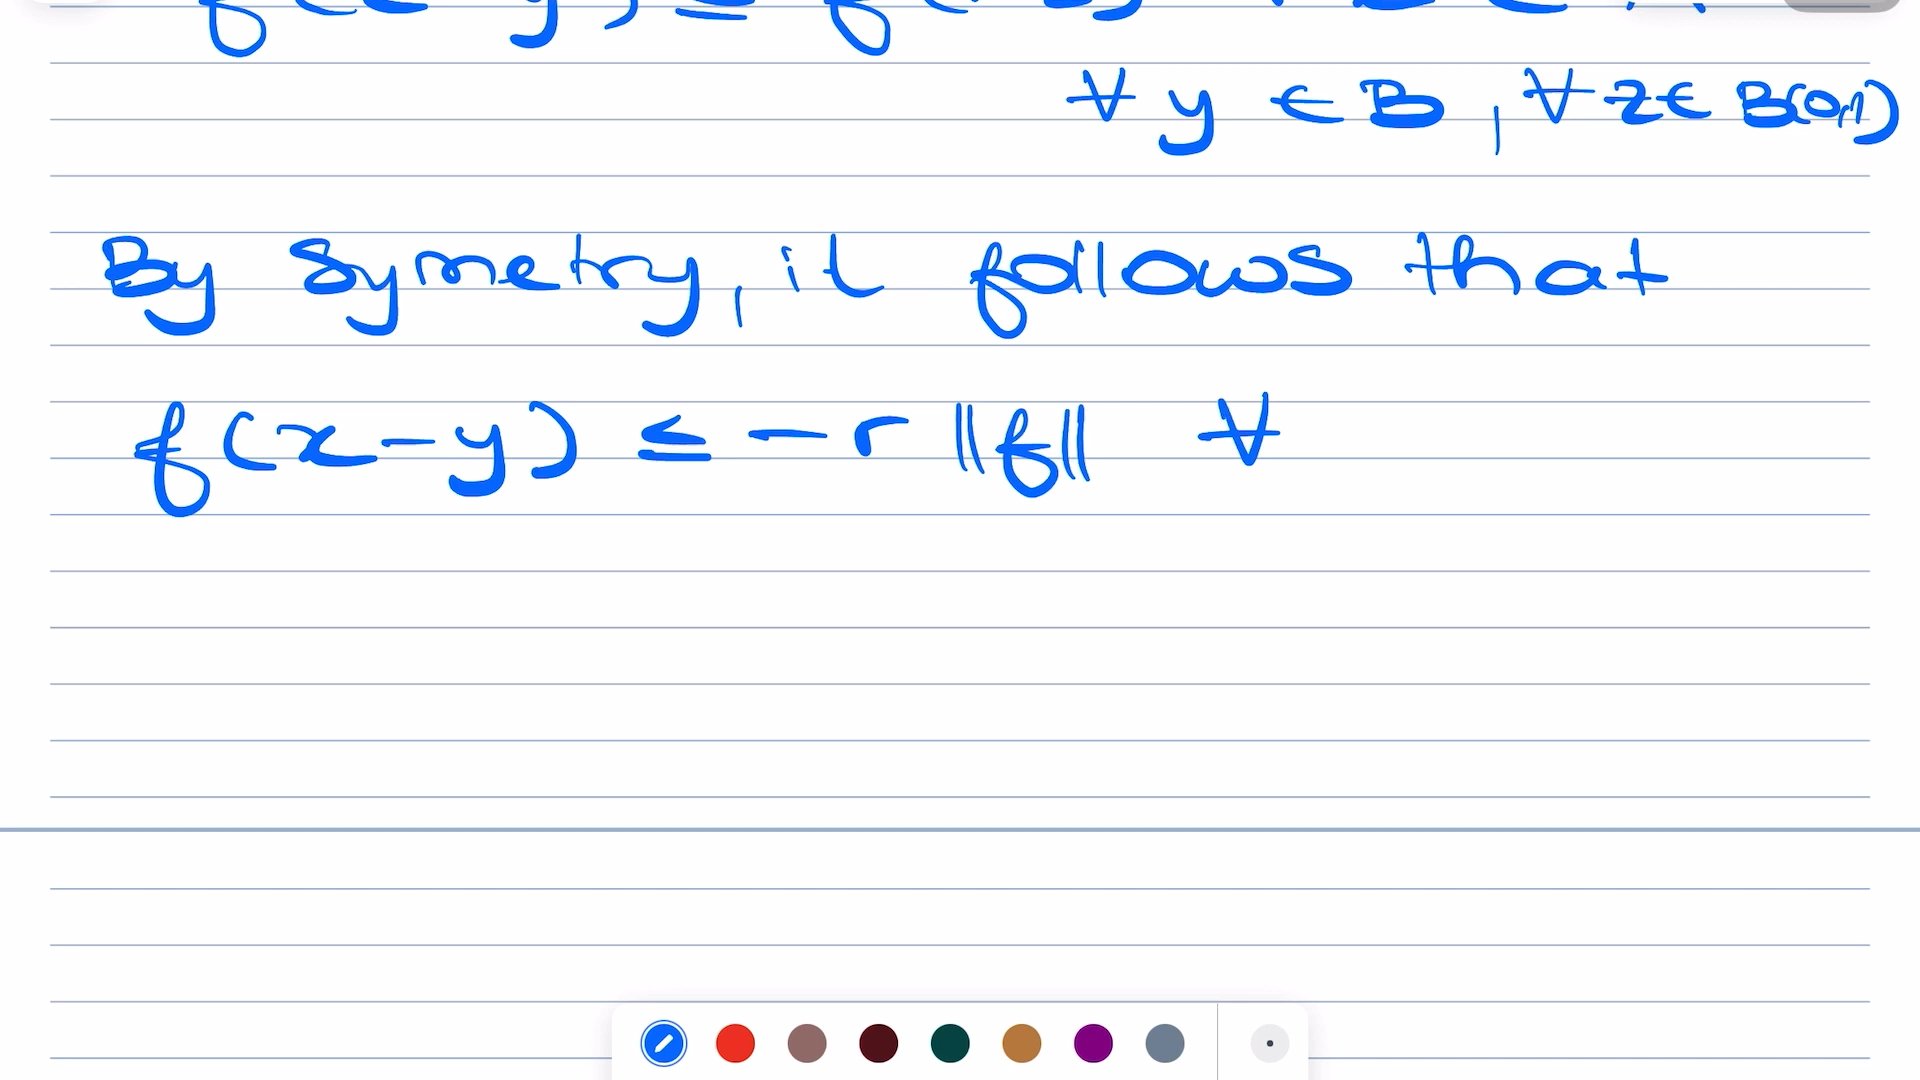 ∀ y ∈ B, ∀ z ∈ B(0,1)
By Symetry, it follows that
f(x-y) ≤ -r ||f|| ∀